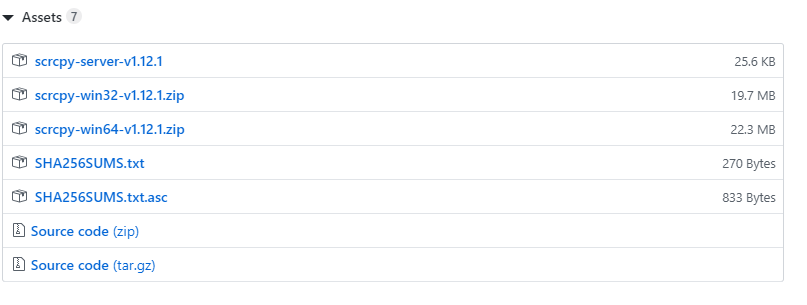 Assets 7
scrcpy-server-v1.12.1 25.6 KB
scrcpy-win32-v1.12.1.zip 19.7 MB
scrcpy-win64-v1.12.1.zip 22.3 MB
SHA256SUMS.txt 270 Bytes
SHA256SUMS.txt.asc 833 Bytes
Source code (zip)
Source code (tar.gz)